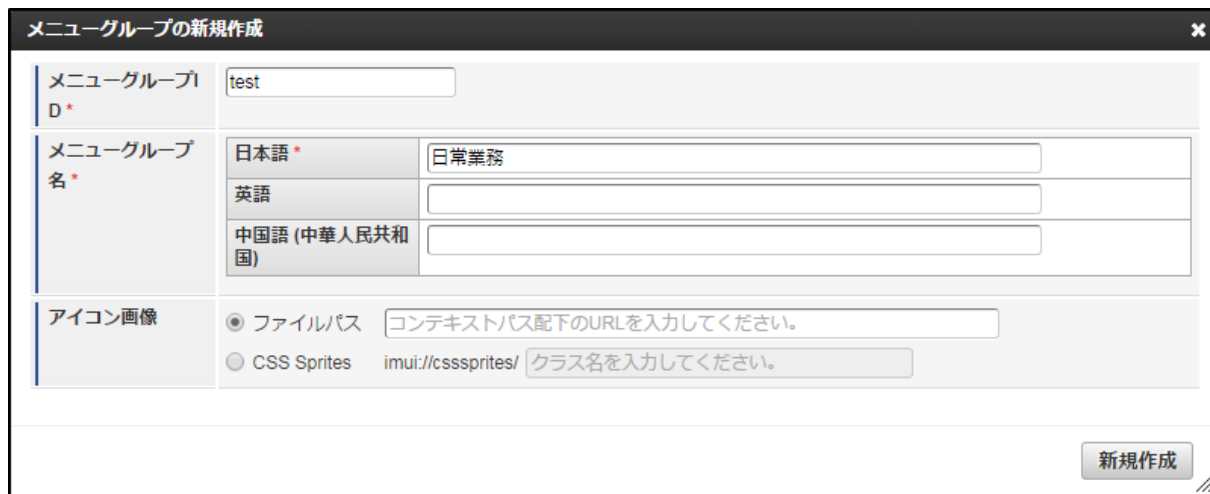 メニューグループの新規作成
メニューグループI
D *
test
メニューグループ
名 *
日本語 *
日常業務
英語
中国語 (中華人民共和
国)
アイコン画像
ファイルパス コンテキストパス配下のURLを入力してください。
CSS Sprites imui://csssprites/ クラス名を入力してください。
新規作成